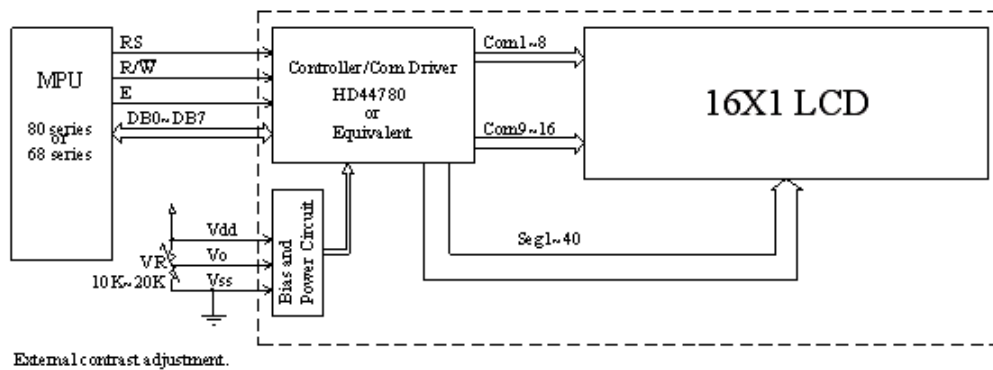 MPU
80 series
or
68 series
RS
R/W̅
E
DB0~DB7
Controller/Com Driver
HD44780
or
Equivalent
Com1~8
Com9~16
16X1 LCD
Seg1~40
Bias and
Power Circuit
Vdd
Vo
Vss
VR
10K~20K
External contrast adjustment.